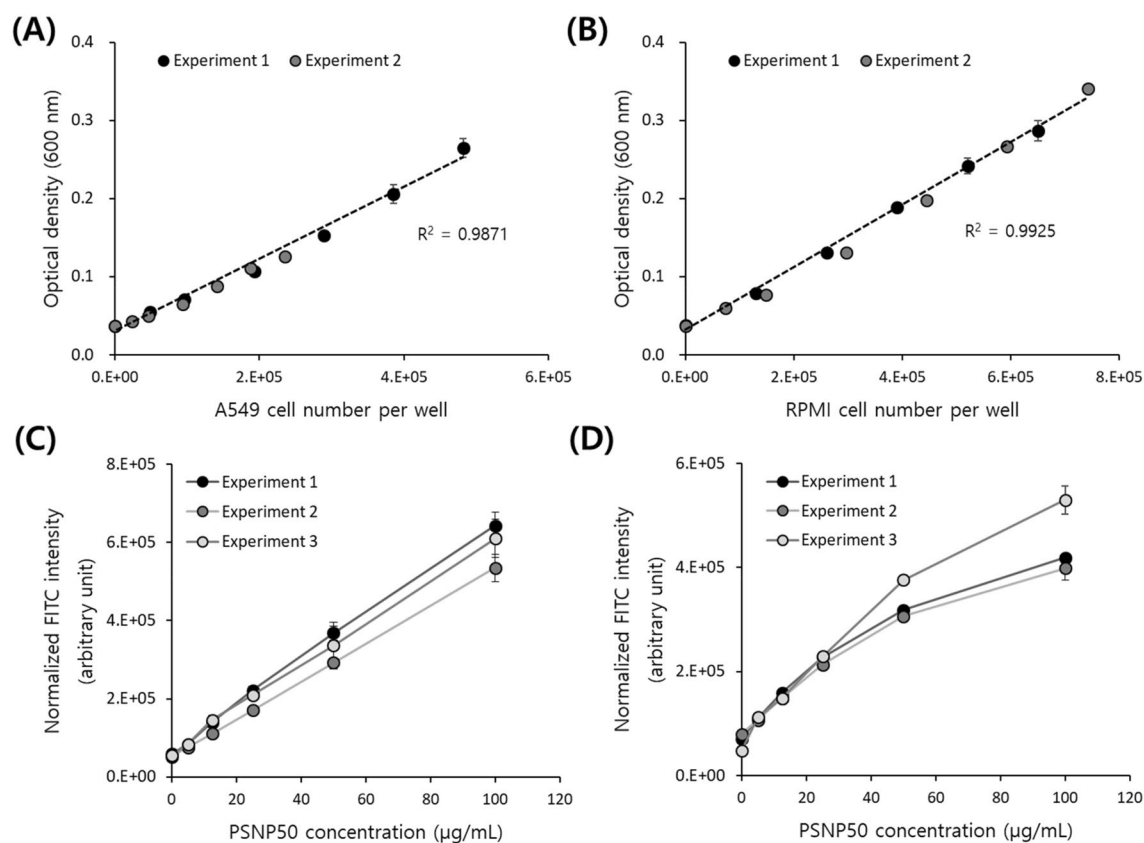 (A)
0.4
0.3
0.2
0.1
0.0
Optical density (600 nm)
Experiment 1 Experiment 2
R² = 0.9871
0.E+00 2.E+05 4.E+05 6.E+05
A549 cell number per well
(B)
0.4
0.3
0.2
0.1
0.0
Optical density (600 nm)
Experiment 1 Experiment 2
R² = 0.9925
0.E+00 2.E+05 4.E+05 6.E+05 8.E+05
RPMI cell number per well
(C)
8.E+05
6.E+05
4.E+05
2.E+05
0.E+00
Normalized FITC intensity
(arbitrary unit)
Experiment 1
Experiment 2
Experiment 3
0 20 40 60 80 100 120
PSNP50 concentration (µg/mL)
(D)
6.E+05
4.E+05
2.E+05
0.E+00
Normalized FITC intensity
(arbitrary unit)
Experiment 1
Experiment 2
Experiment 3
0 20 40 60 80 100 120
PSNP50 concentration (µg/mL)